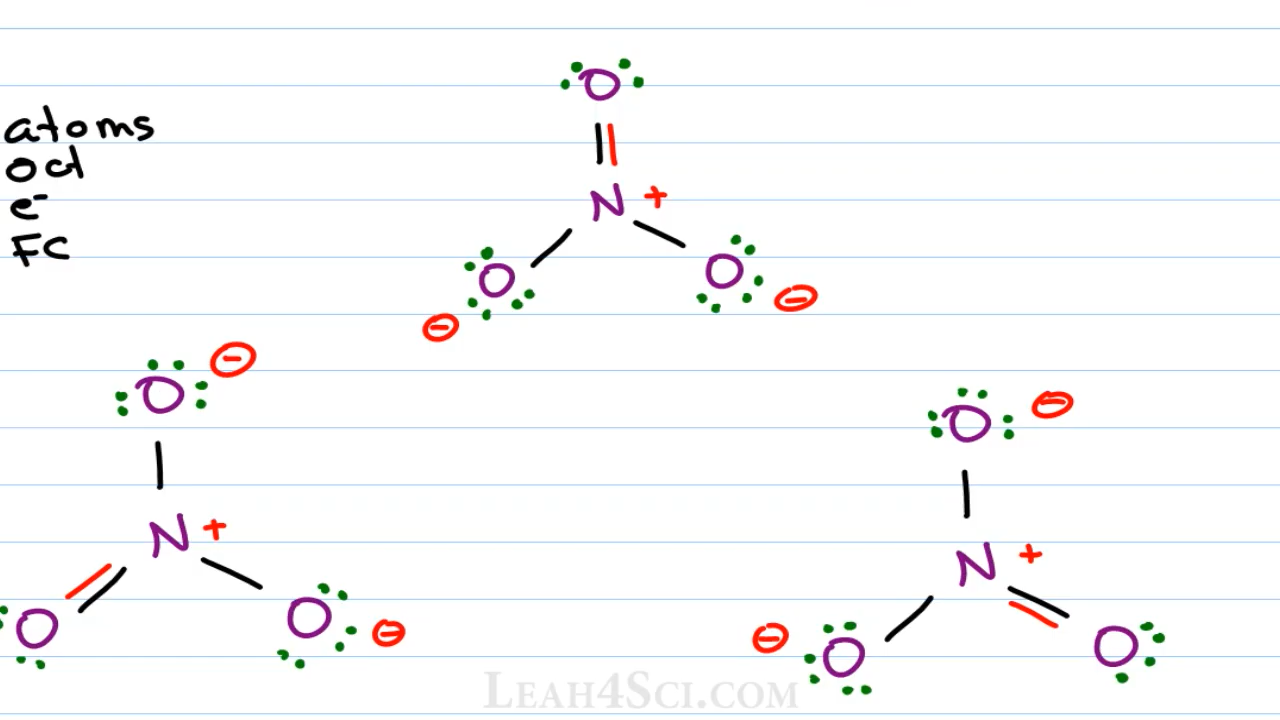 atoms
Oct
e⁻
FC
O
N +
O O
⊖ ⊖
O ⊖
N +
O O ⊖
O ⊖
N +
⊖ O O
LEAH4SCI.COM